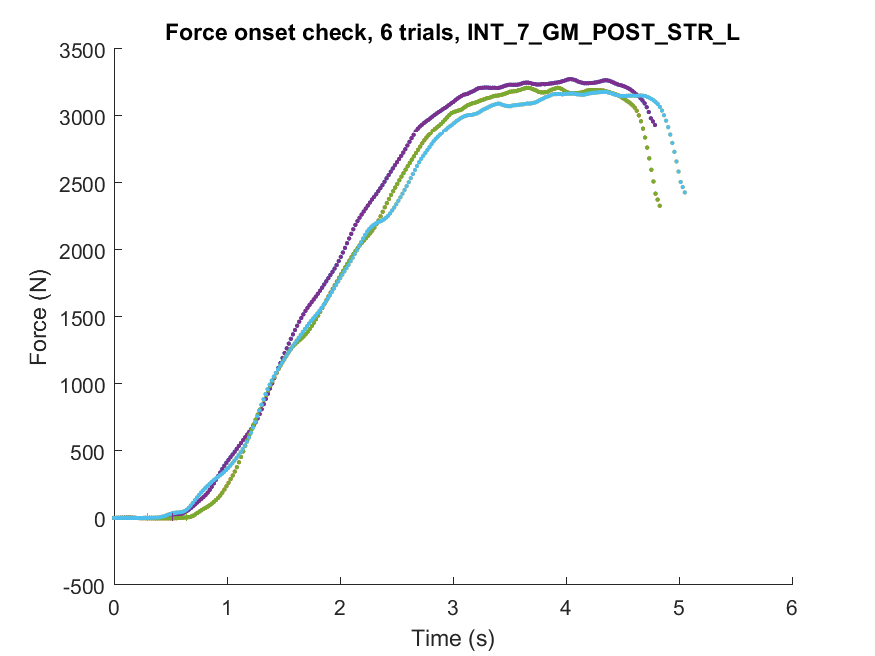 Force onset check, 6 trials, INT_7_GM_POST_STR_L
3500
3000
2500
2000
1500
1000
500
0
-500
Force (N)
0 1 2 3 4 5 6
Time (s)